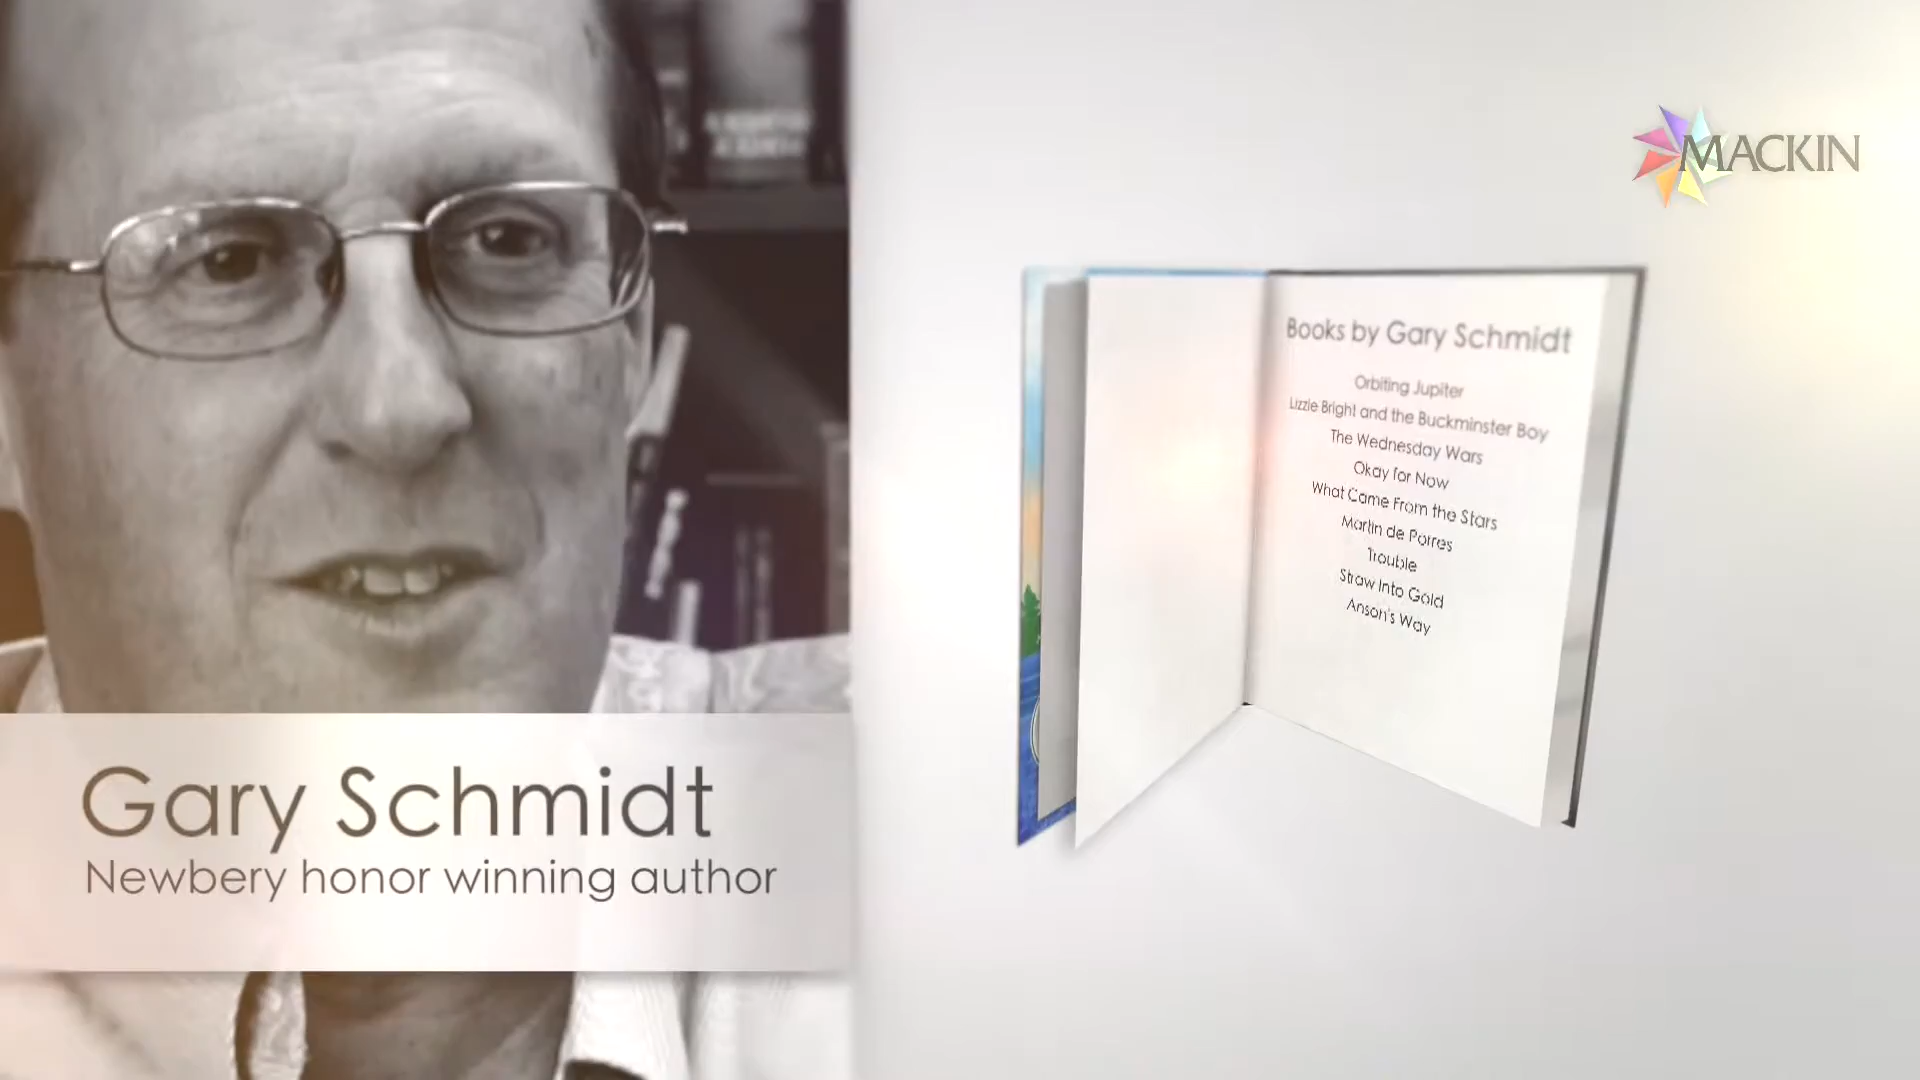 MACKIN
Books by Gary Schmidt
Orbiting Jupiter
Lizzie Bright and the Buckminster Boy
The Wednesday Wars
Okay for Now
What Came From the Stars
Martin de Porres
Trouble
Straw Into Gold
Anson's Way
Gary Schmidt
Newbery honor winning author